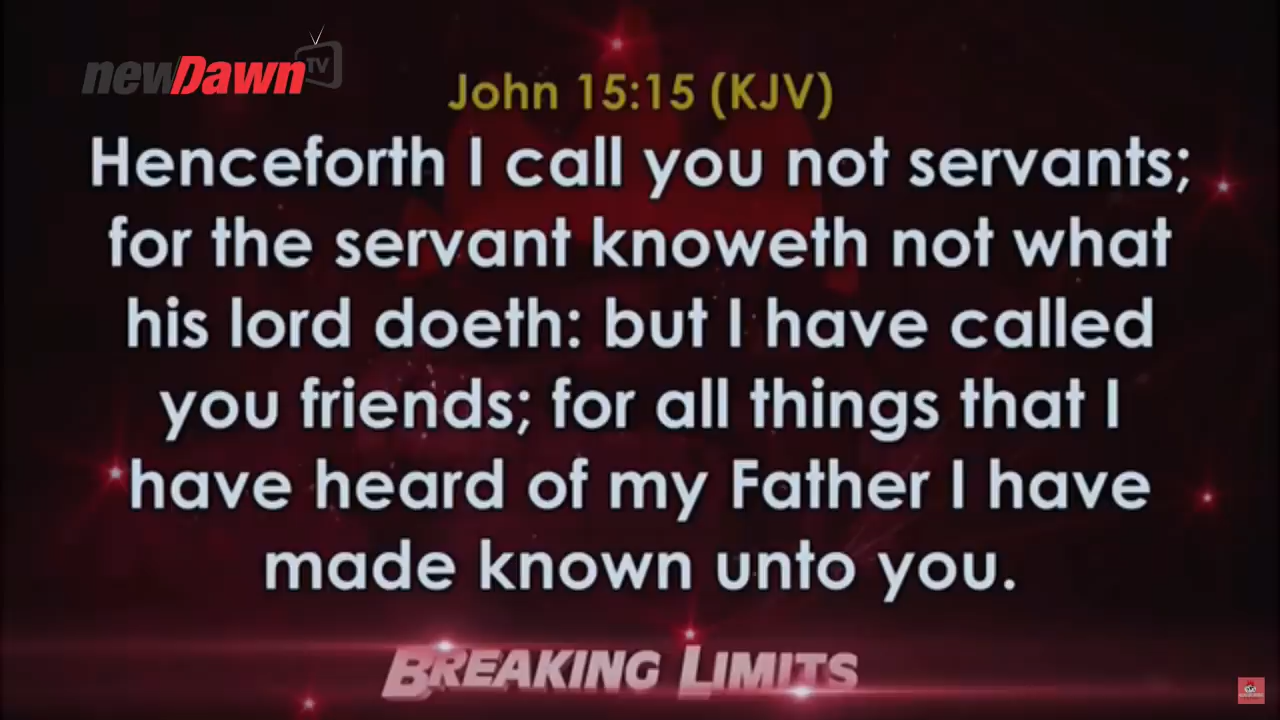 newDawn TV
John 15:15 (KJV)
Henceforth I call you not servants;
for the servant knoweth not what
his lord doeth: but I have called
you friends; for all things that I
have heard of my Father I have
made known unto you.
BREAKING LIMITS